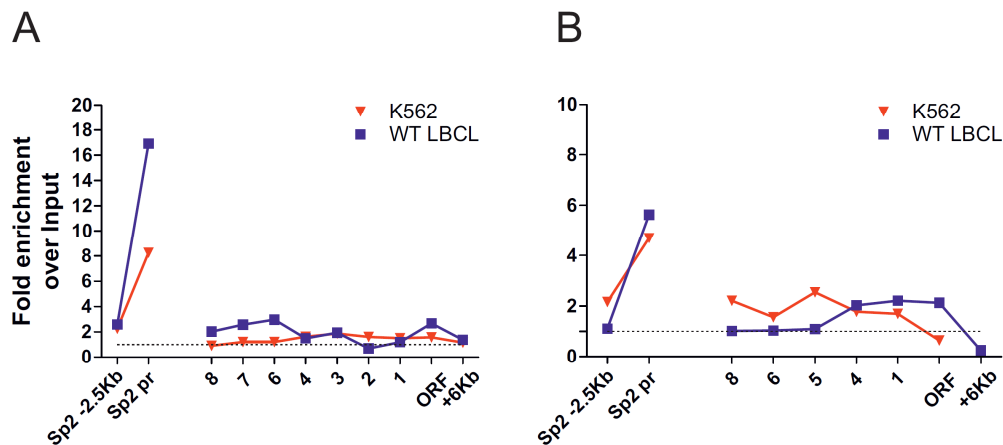 A
Fold enrichment
over Input
20
18
16
14
12
10
8
6
4
2
0
K562
WT LBCL
Sp2 -2.5Kb
Sp2 pr
8
7
6
4
3
2
1
ORF
+6Kb
B
10
8
6
4
2
0
K562
WT LBCL
Sp2 -2.5Kb
Sp2 pr
8
6
5
4
1
ORF
+6Kb